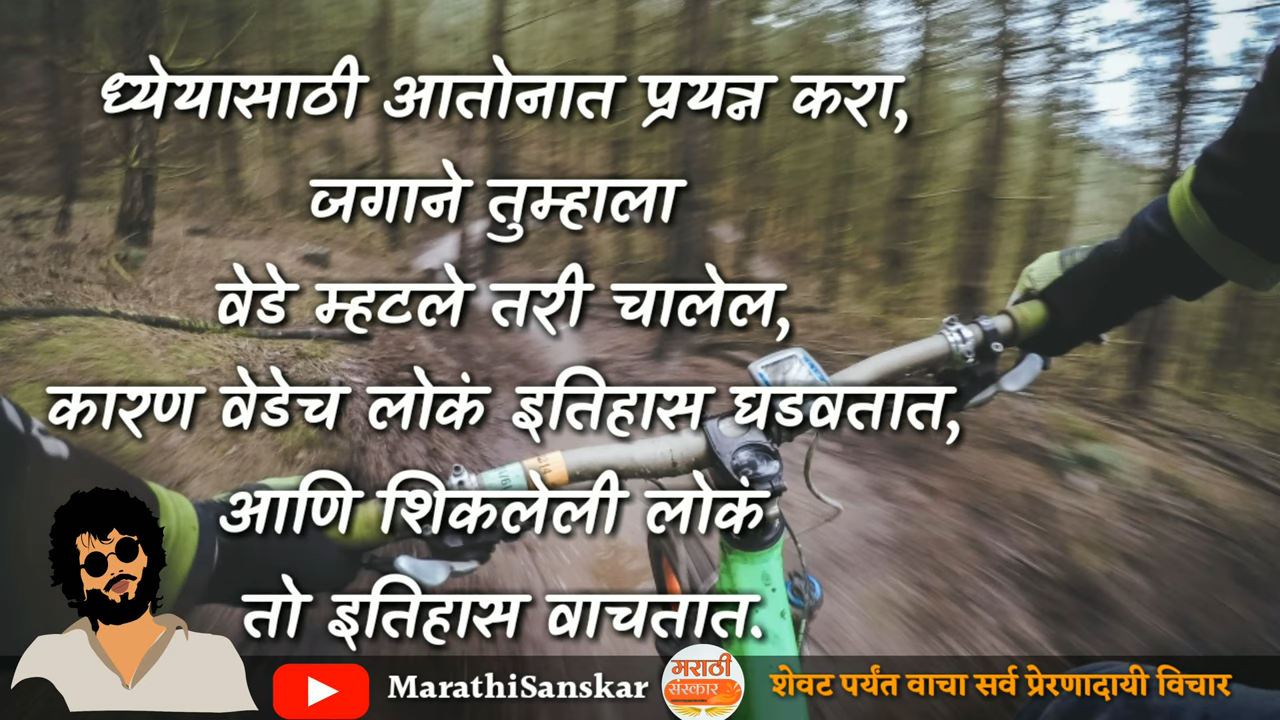 ध्येयासाठी आतोनात प्रयत्न करा,
जगाने तुम्हाला
वेडे म्हटले तरी चालेल,
कारण वेडेच लोकं इतिहास घडवतात,
आणि शिकलेली लोकं
तो इतिहास वाचतात.
MarathiSanskar
मराठी
संस्कार
शेवट पर्यंत वाचा सर्व प्रेरणादायी विचार